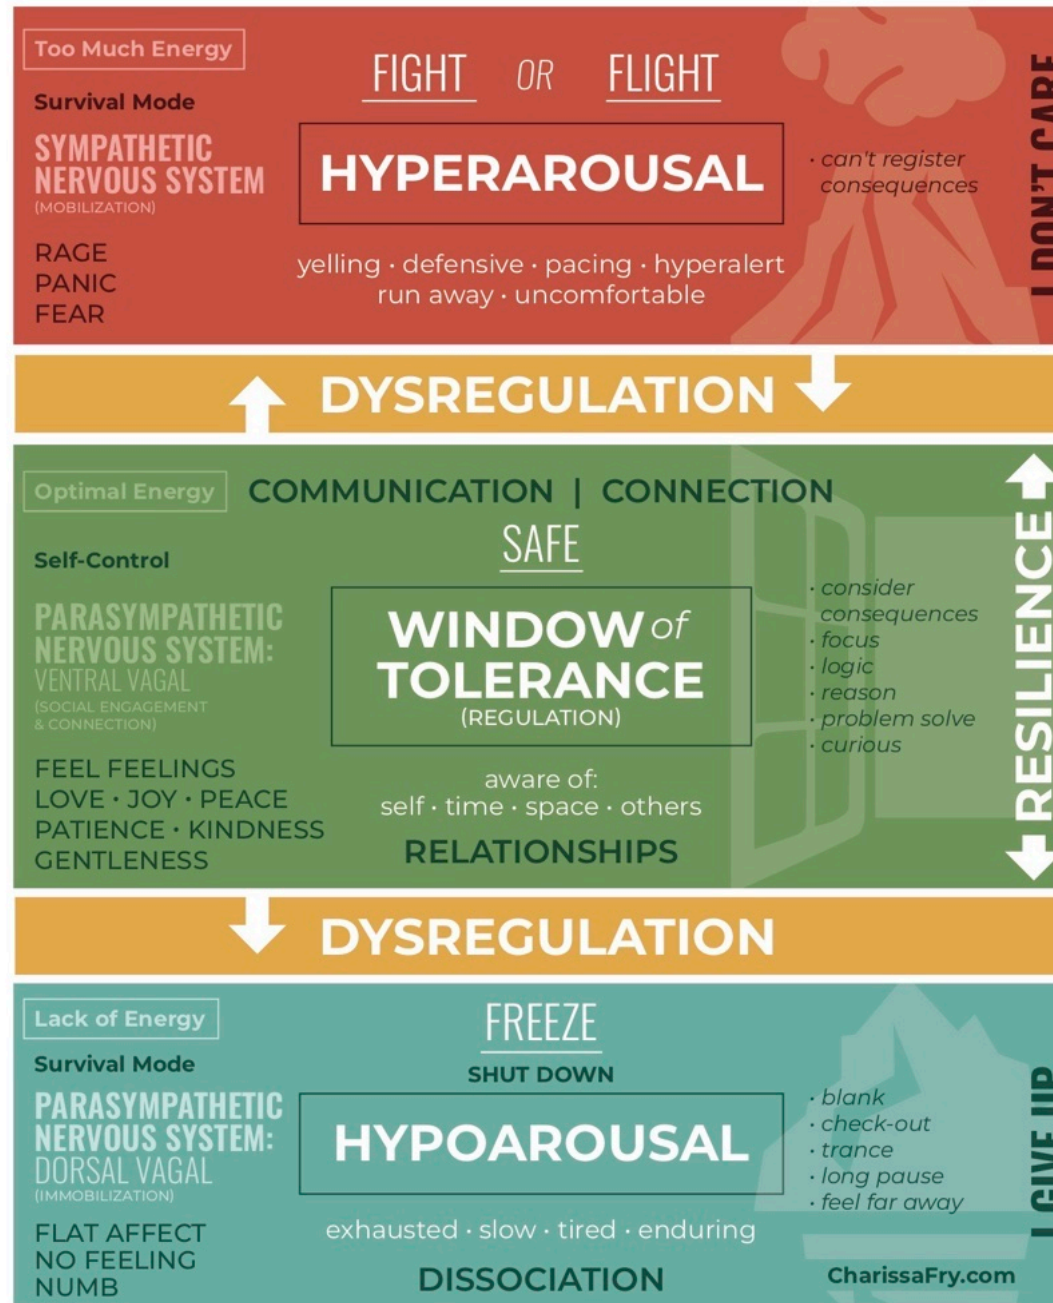 Too Much Energy
Survival Mode
SYMPATHETIC
NERVOUS SYSTEM
(MOBILIZATION)
RAGE
PANIC
FEAR
FIGHT OR FLIGHT
HYPERAROUSAL
yelling · defensive · pacing · hyperalert
run away · uncomfortable
· can't register
consequences
I DON'T CARE
DYSREGULATION
Optimal Energy
Self-Control
PARASYMPATHETIC
NERVOUS SYSTEM:
VENTRAL VAGAL
(SOCIAL ENGAGEMENT
& CONNECTION)
FEEL FEELINGS
LOVE · JOY · PEACE
PATIENCE · KINDNESS
GENTLENESS
COMMUNICATION | CONNECTION
SAFE
WINDOW of
TOLERANCE
(REGULATION)
aware of:
self · time · space · others
RELATIONSHIPS
· consider
consequences
· focus
· logic
· reason
· problem solve
· curious
RESILIENCE
DYSREGULATION
Lack of Energy
Survival Mode
PARASYMPATHETIC
NERVOUS SYSTEM:
DORSAL VAGAL
(IMMOBILIZATION)
FLAT AFFECT
NO FEELING
NUMB
FREEZE
SHUT DOWN
HYPOAROUSAL
exhausted · slow · tired · enduring
DISSOCIATION
· blank
· check-out
· trance
· long pause
· feel far away
I GIVE UP
CharissaFry.com